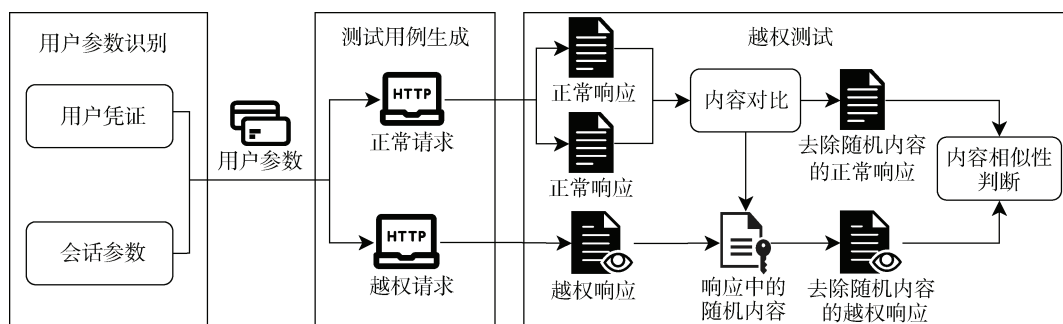 用户参数识别
用户凭证
会话参数
用户参数
测试用例生成
HTTP
正常请求
HTTP
越权请求
越权测试
正常响应
正常响应
内容对比
去除随机内容
的正常响应
内容相似性
判断
越权响应
响应中的
随机内容
去除随机内容
的越权响应